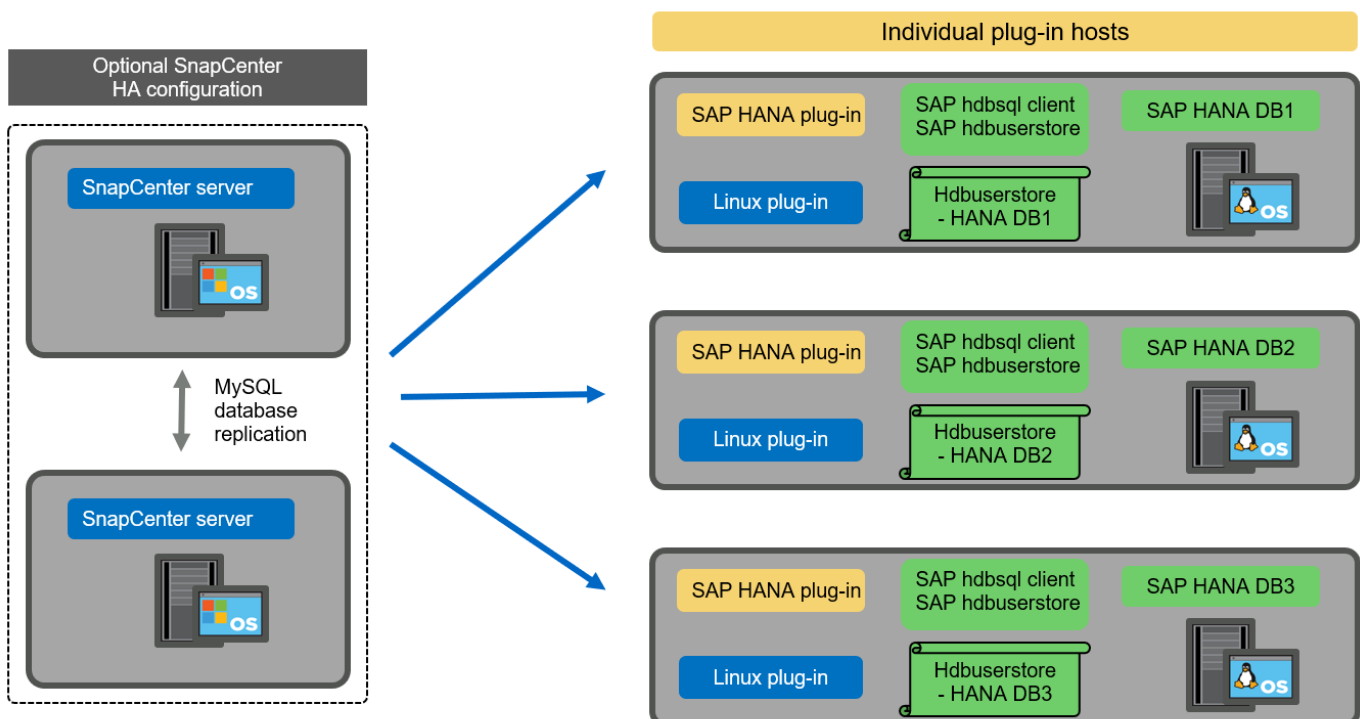 Optional SnapCenter
HA configuration
SnapCenter server
OS
MySQL
database
replication
SnapCenter server
OS
Individual plug-in hosts
SAP HANA plug-in
SAP hdbsql client
SAP hdbuserstore
SAP HANA DB1
Linux plug-in
Hdbuserstore
- HANA DB1
OS
SAP HANA plug-in
SAP hdbsql client
SAP hdbuserstore
SAP HANA DB2
Linux plug-in
Hdbuserstore
- HANA DB2
OS
SAP HANA plug-in
SAP hdbsql client
SAP hdbuserstore
SAP HANA DB3
Linux plug-in
Hdbuserstore
- HANA DB3
OS